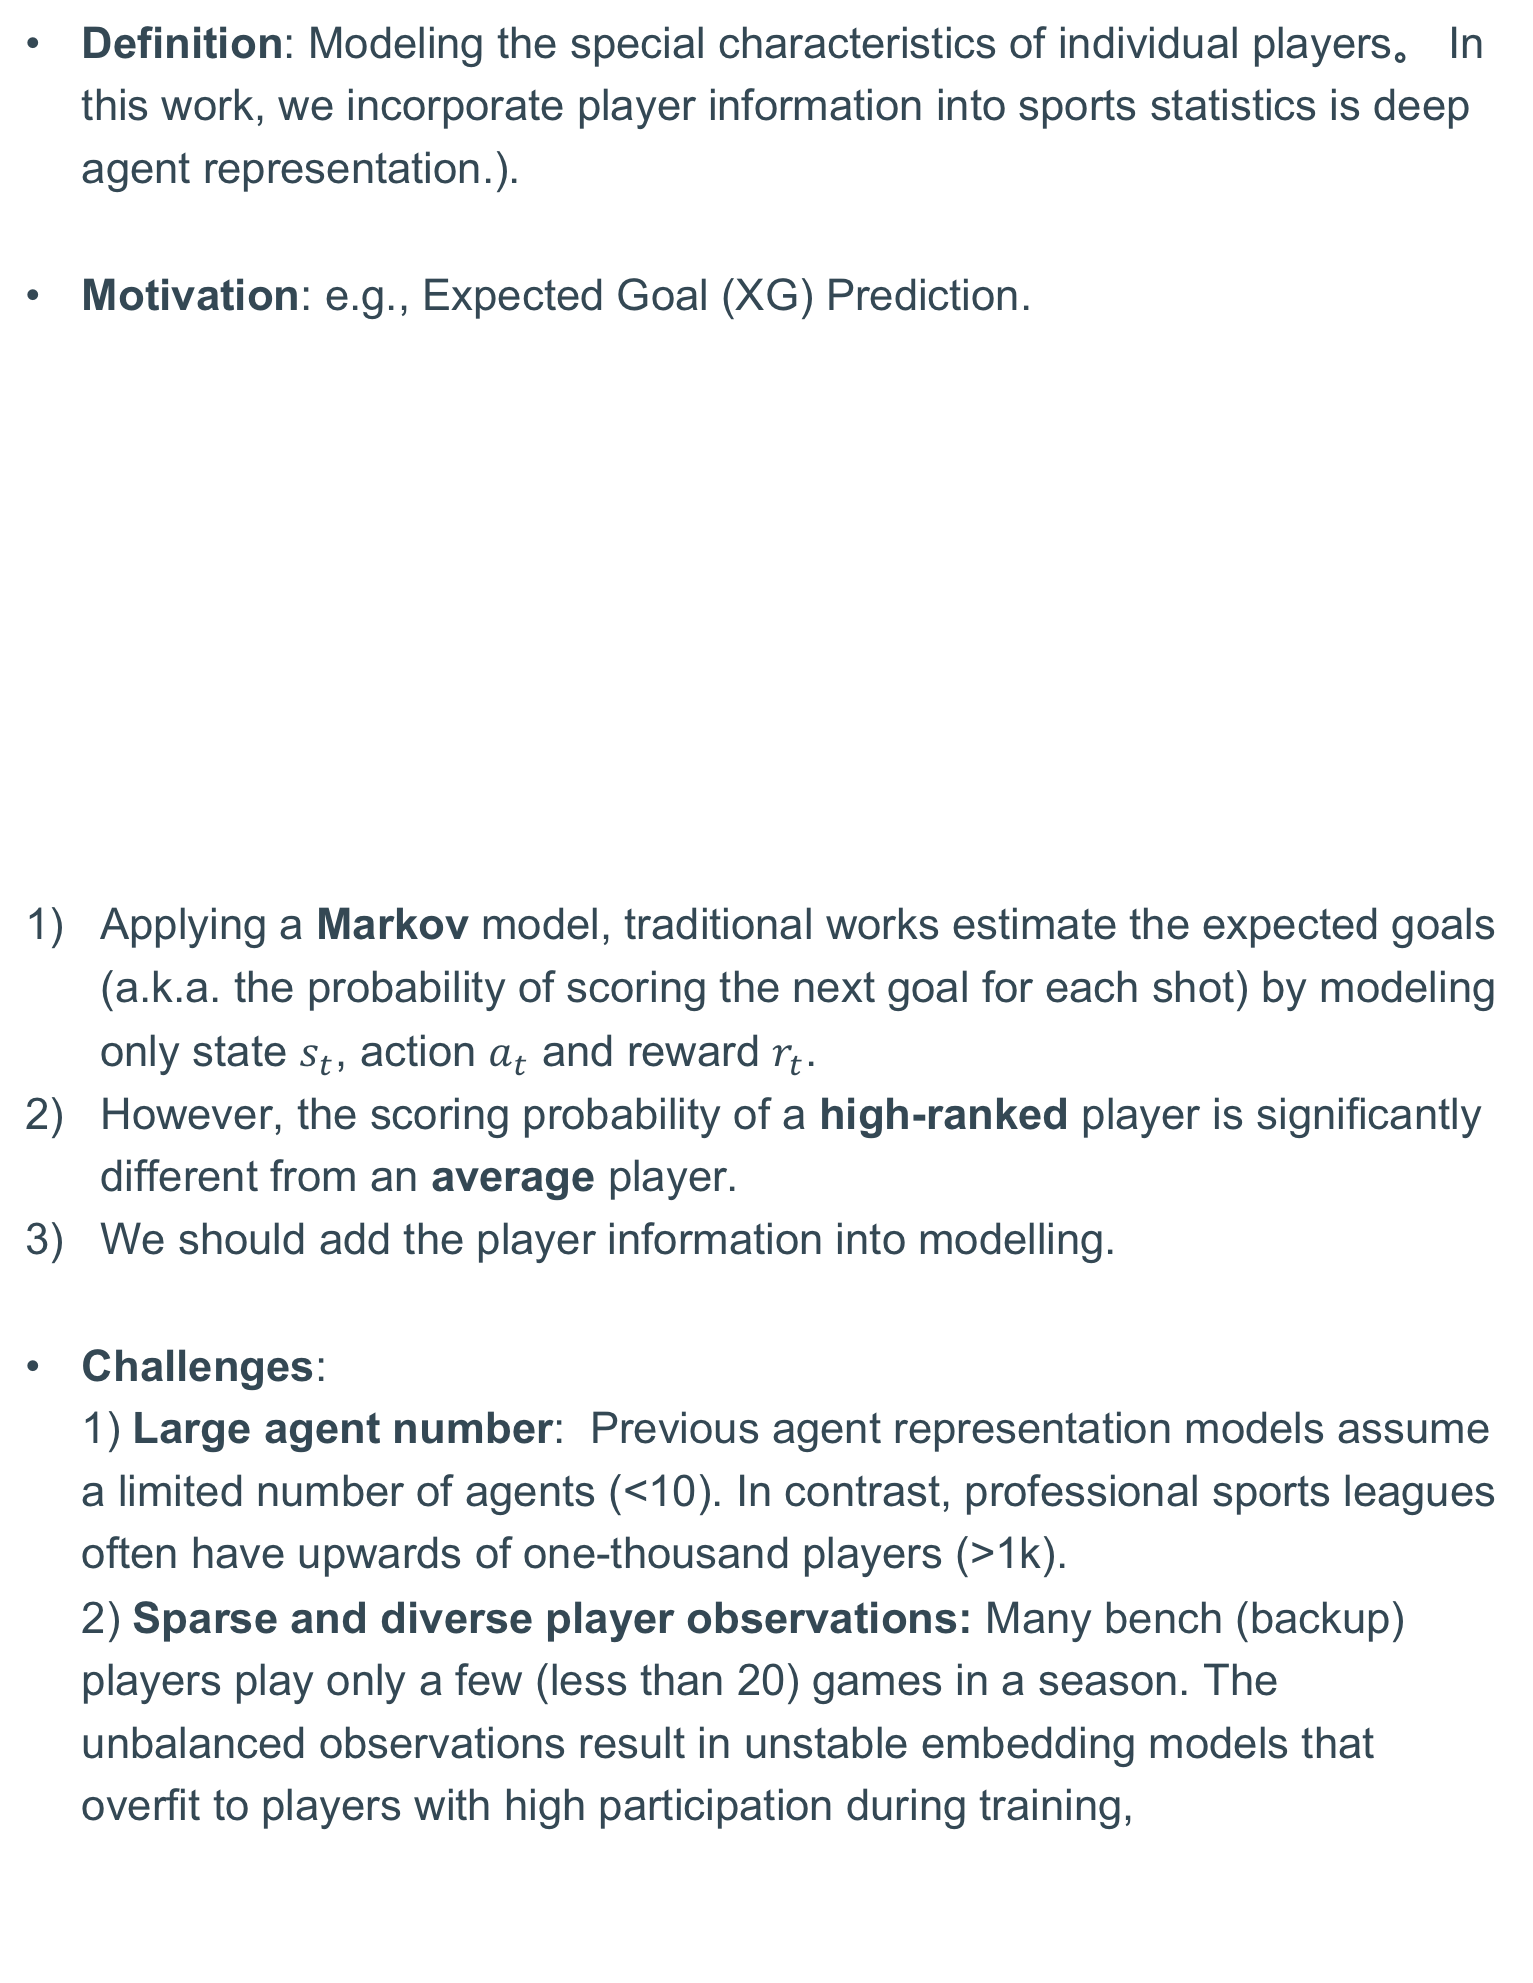 • Definition: Modeling the special characteristics of individual players。 In
this work, we incorporate player information into sports statistics is deep
agent representation.).
• Motivation: e.g., Expected Goal (XG) Prediction.
1) Applying a Markov model, traditional works estimate the expected goals
(a.k.a. the probability of scoring the next goal for each shot) by modeling
only state 𝑠𝑡, action 𝑎𝑡 and reward 𝑟𝑡.
2) However, the scoring probability of a high-ranked player is significantly
different from an average player.
3) We should add the player information into modelling.
• Challenges:
1) Large agent number: Previous agent representation models assume
a limited number of agents (<10). In contrast, professional sports leagues
often have upwards of one-thousand players (>1k).
2) Sparse and diverse player observations: Many bench (backup)
players play only a few (less than 20) games in a season. The
unbalanced observations result in unstable embedding models that
overfit to players with high participation during training,